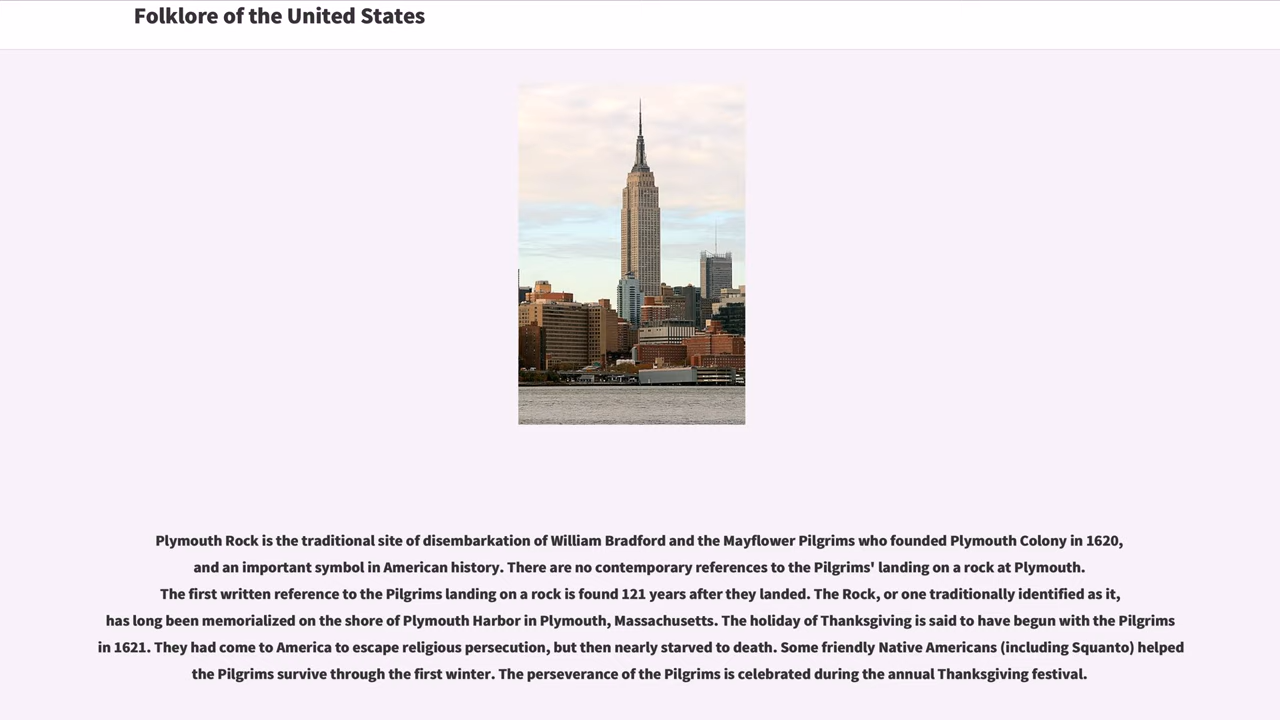 Folklore of the United States
Plymouth Rock is the traditional site of disembarkation of William Bradford and the Mayflower Pilgrims who founded Plymouth Colony in 1620,
and an important symbol in American history. There are no contemporary references to the Pilgrims' landing on a rock at Plymouth.
The first written reference to the Pilgrims landing on a rock is found 121 years after they landed. The Rock, or one traditionally identified as it,
has long been memorialized on the shore of Plymouth Harbor in Plymouth, Massachusetts. The holiday of Thanksgiving is said to have begun with the Pilgrims
in 1621. They had come to America to escape religious persecution, but then nearly starved to death. Some friendly Native Americans (including Squanto) helped
the Pilgrims survive through the first winter. The perseverance of the Pilgrims is celebrated during the annual Thanksgiving festival.